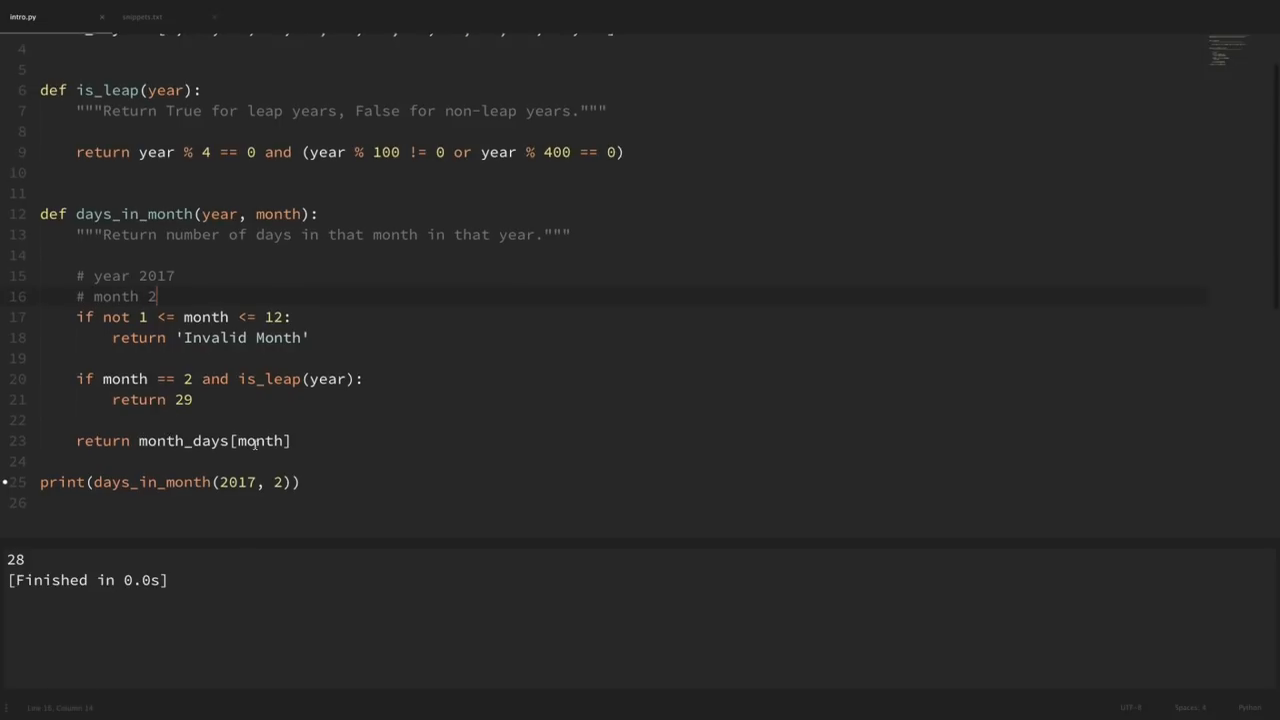 intro.py × snippets.txt ×
4
5
6 def is_leap(year):
7 """Return True for leap years, False for non-leap years."""
8
9 return year % 4 == 0 and (year % 100 != 0 or year % 400 == 0)
10
11
12 def days_in_month(year, month):
13 """Return number of days in that month in that year."""
14
15 # year 2017
16 # month 2
17 if not 1 <= month <= 12:
18 return 'Invalid Month'
19
20 if month == 2 and is_leap(year):
21 return 29
22
23 return month_days[month]
24
25 print(days_in_month(2017, 2))
26
28
[Finished in 0.0s]
Line 16, Column 14 UTF-8 Spaces: 4 Python